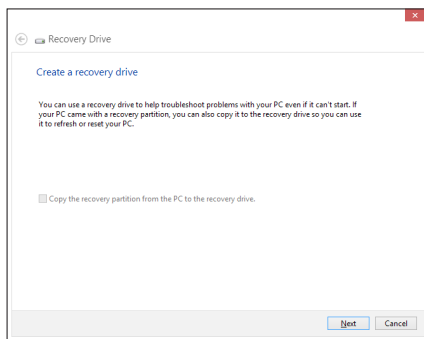 Recovery Drive
Create a recovery drive
You can use a recovery drive to help troubleshoot problems with your PC even if it can't start. If
your PC came with a recovery partition, you can also copy it to the recovery drive so you can use
it to refresh or reset your PC.
Copy the recovery partition from the PC to the recovery drive.
Next Cancel